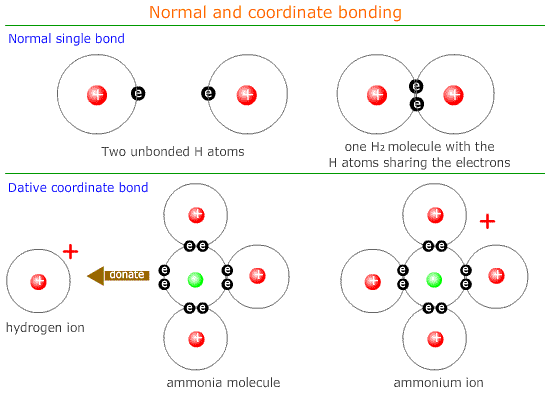 Normal and coordinate bonding
Normal single bond
+ e e + + e e +
Two unbonded H atoms
one H₂ molecule with the
H atoms sharing the electrons
Dative coordinate bond
+ +
+
e e e e
+ donate e e + + e e e e +
e e
e e e e
+ +
hydrogen ion
ammonia molecule
ammonium ion